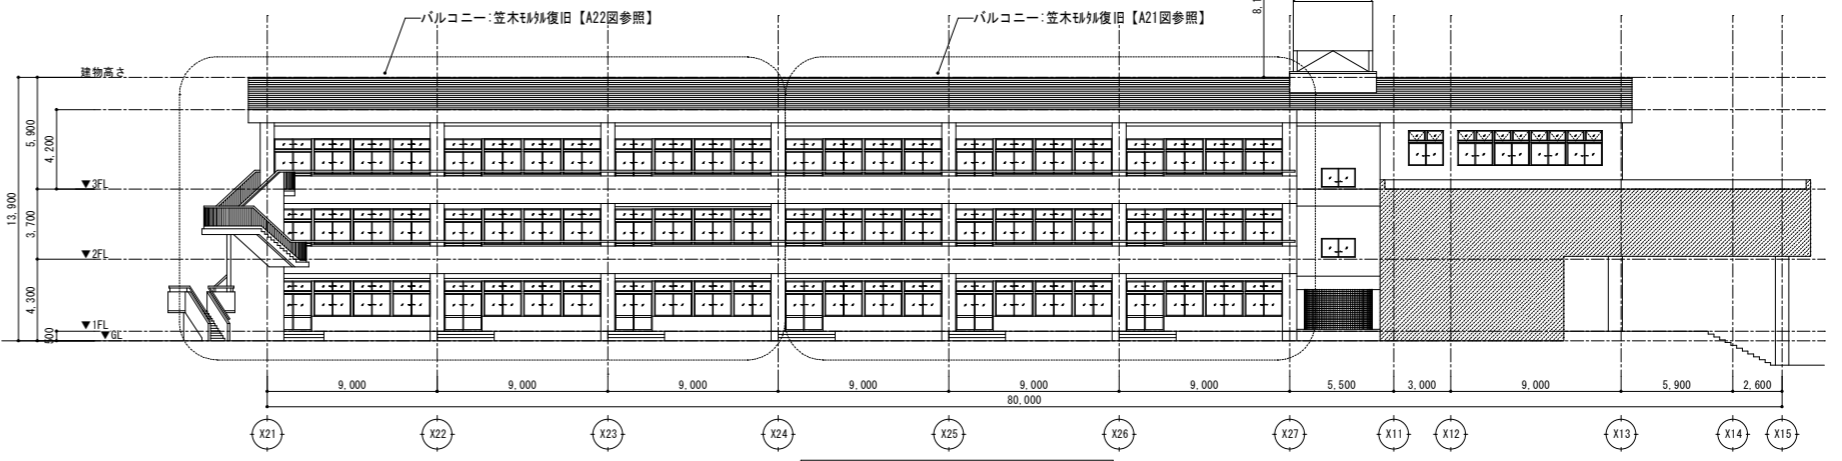 バルコニー:笠木ﾓﾙﾀﾙ復旧【A22図参照】
バルコニー:笠木ﾓﾙﾀﾙ復旧【A21図参照】
建物高さ
13,900
5,900
4,200
3,700
4,300
500
▼3FL
▼2FL
▼1FL
▼GL
9,000
9,000
9,000
9,000
9,000
9,000
5,500
3,000
9,000
5,900
2,600
80,000
X21
X22
X23
X24
X25
X26
X27
X11
X12
X13
X14
X15